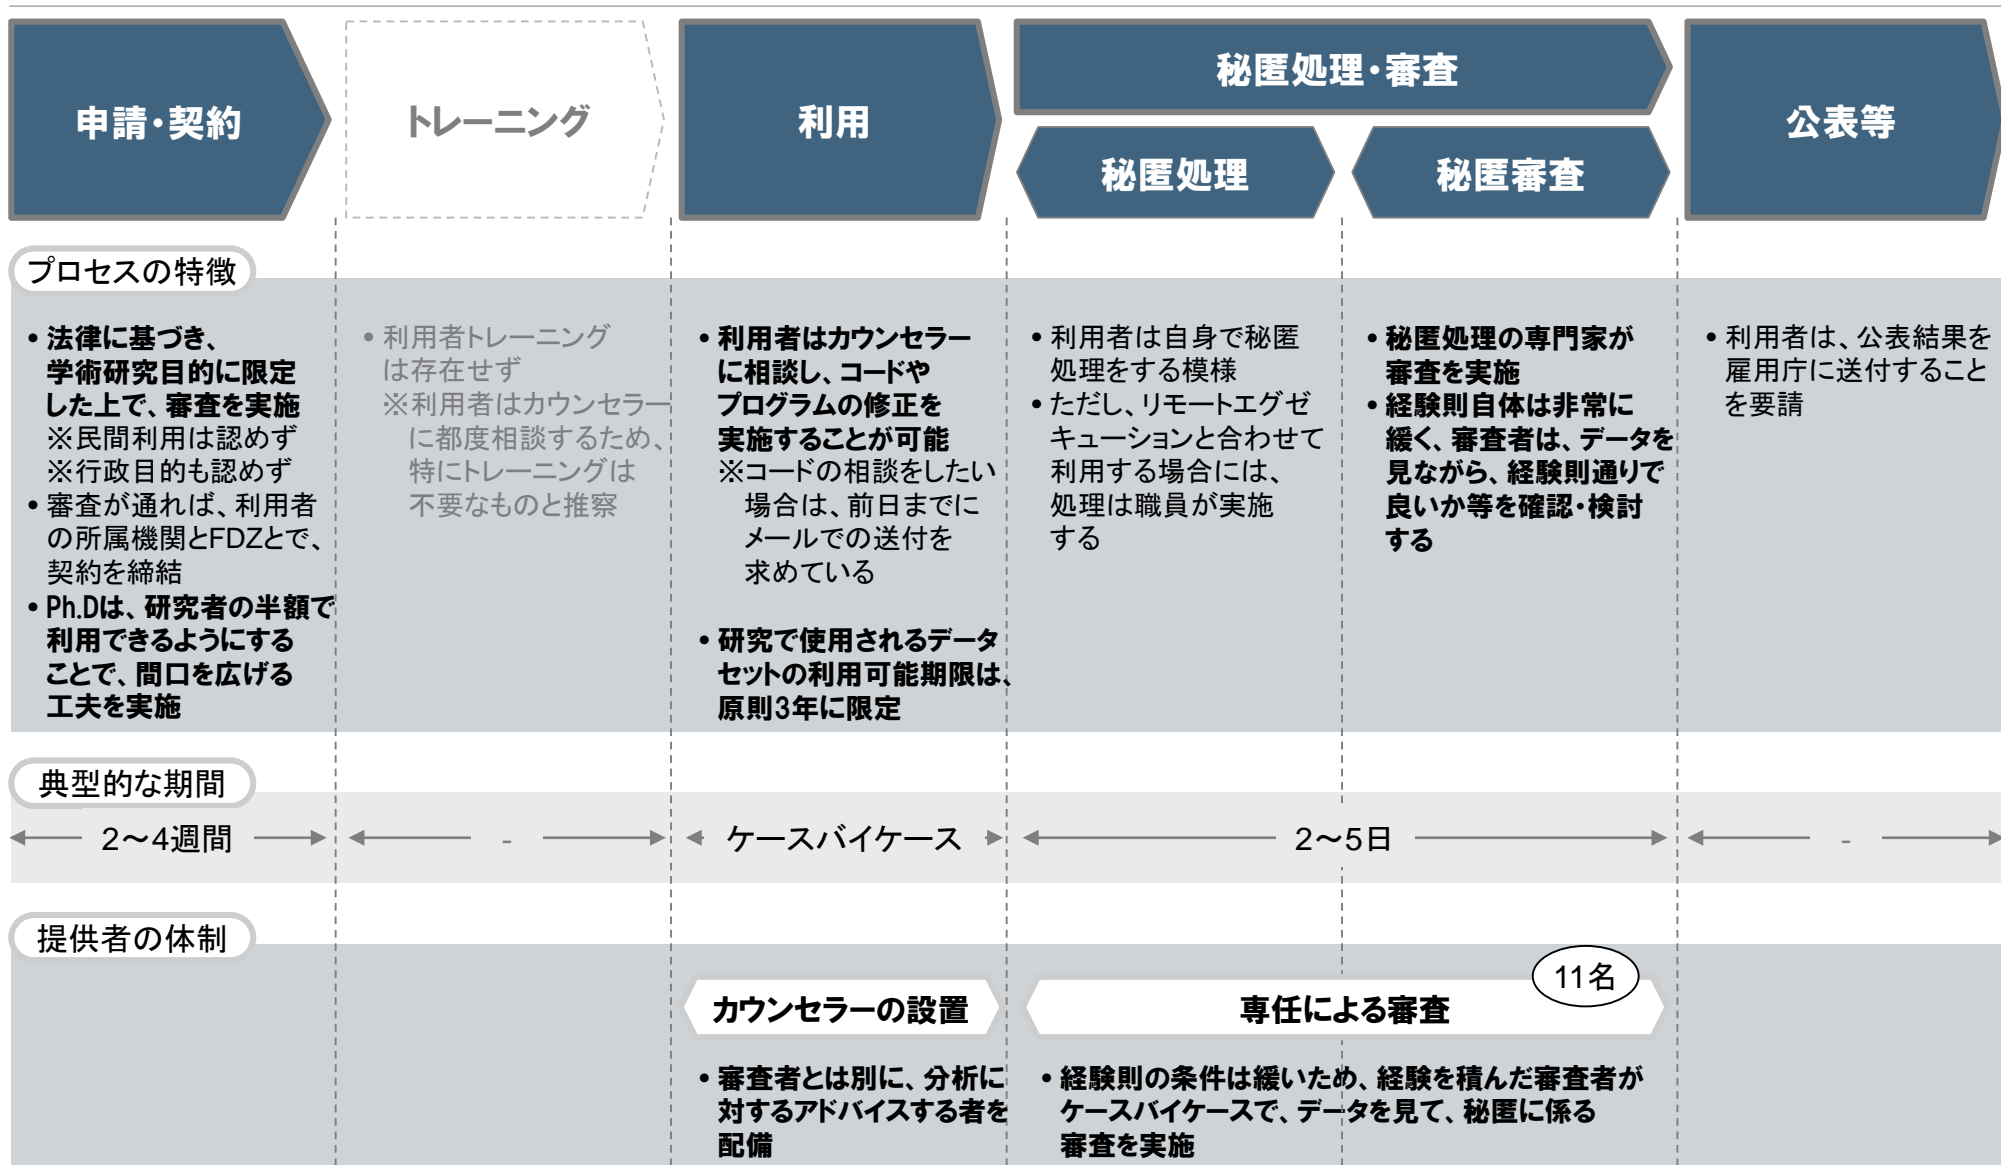 申請・契約
トレーニング
利用
秘匿処理・審査
秘匿処理
秘匿審査
公表等
プロセスの特徴
• 法律に基づき、
学術研究目的に限定
した上で、審査を実施
※民間利用は認めず
※行政目的も認めず
• 審査が通れば、利用者
の所属機関とFDZとで、
契約を締結
• Ph.Dは、研究者の半額で
利用できるようにする
ことで、間口を広げる
工夫を実施
• 利用者トレーニング
は存在せず
※利用者はカウンセラー
に都度相談するため、
特にトレーニングは
不要なものと推察
• 利用者はカウンセラー
に相談し、コードや
プログラムの修正を
実施することが可能
※コードの相談をしたい
場合は、前日までに
メールでの送付を
求めている
• 研究で使用されるデータ
セットの利用可能期限は、
原則3年に限定
• 利用者は自身で秘匿
処理をする模様
• ただし、リモートエグゼ
キューションと合わせて
利用する場合には、
処理は職員が実施
する
• 秘匿処理の専門家が
審査を実施
• 経験則自体は非常に
緩く、審査者は、データを
見ながら、経験則通りで
良いか等を確認・検討
する
• 利用者は、公表結果を
雇用庁に送付すること
を要請
典型的な期間
2～4週間
-
ケースバイケース
2～5日
-
提供者の体制
カウンセラーの設置
• 審査者とは別に、分析に
対するアドバイスする者を
配備
専任による審査
11名
• 経験則の条件は緩いため、経験を積んだ審査者が
ケースバイケースで、データを見て、秘匿に係る
審査を実施